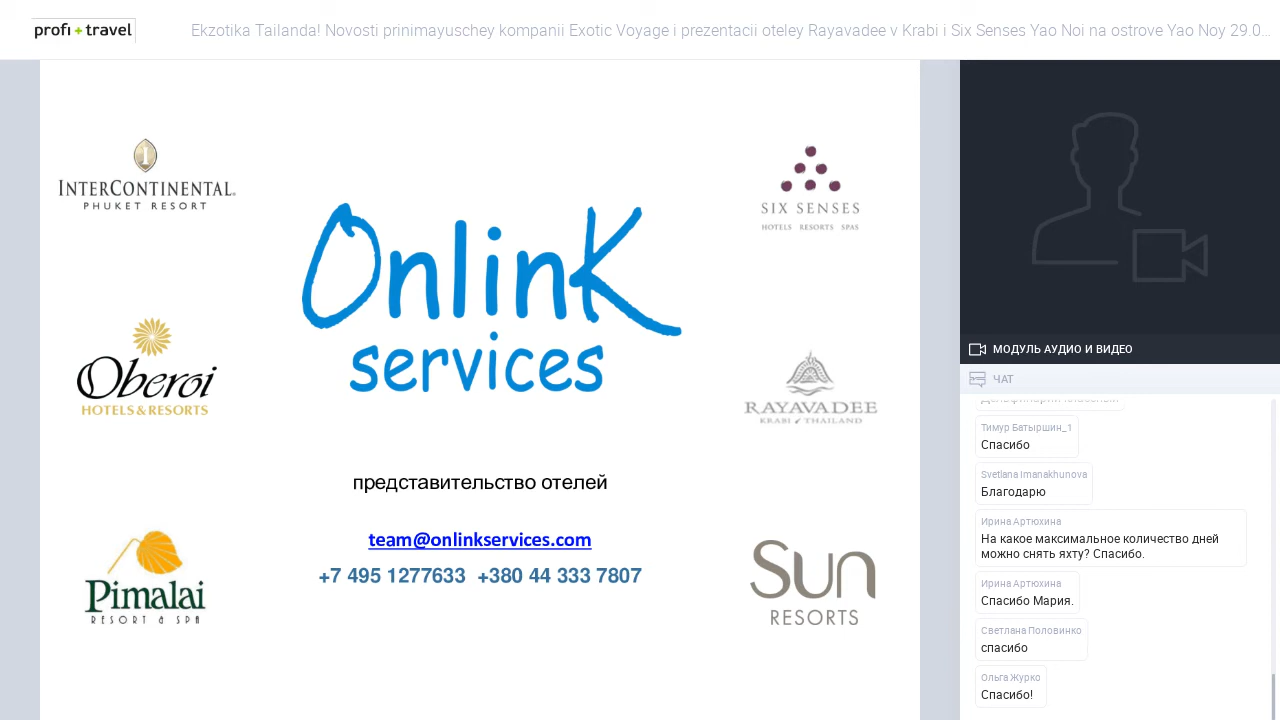 profi + travel
Ekzotika Tailanda! Novosti prinimayuschey kompanii Exotic Voyage i prezentacii oteley Rayavadee v Krabi i Six Senses Yao Noi na ostrove Yao Noy 29.0...
INTERCONTINENTAL
PHUKET RESORT
SIX SENSES
HOTELS RESORTS SPAS
Onlink
services
Oberoi
HOTELS & RESORTS
RAYAVADEE
KRABI THAILAND
представительство отелей
team@onlinkservices.com
+7 495 1277633 +380 44 333 7807
Pimalai
RESORT & SPA
Sun
RESORTS
МОДУЛЬ АУДИО И ВИДЕО
ЧАТ
Тимур Батыршин_1
Спасибо
Svetlana Imanakhunova
Благодарю
Ирина Артюхина
На какое максимальное количество дней
можно снять яхту? Спасибо.
Ирина Артюхина
Спасибо Мария.
Светлана Половинко
спасибо
Ольга Журко
Спасибо!